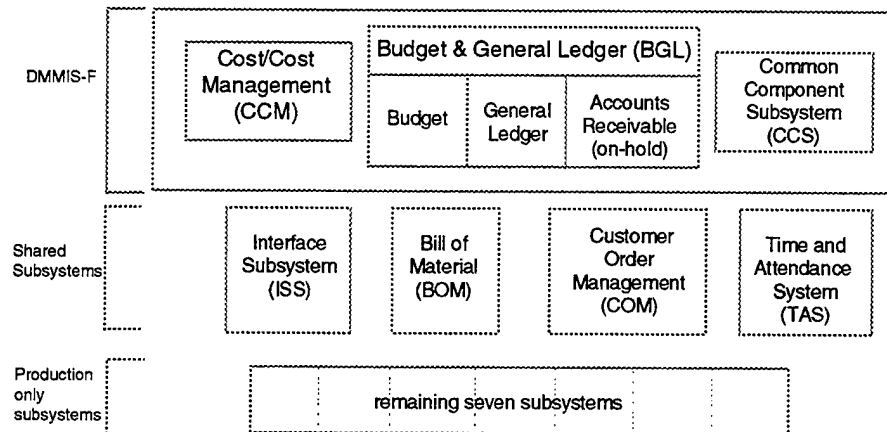 DMMIS-F
Cost/Cost
Management
(CCM)
Budget & General Ledger (BGL)
Budget
General
Ledger
Accounts
Receivable
(on-hold)
Common
Component
Subsystem
(CCS)
Shared
Subsystems
Interface
Subsystem
(ISS)
Bill of
Material
(BOM)
Customer
Order
Management
(COM)
Time and
Attendance
System
(TAS)
Production
only
subsystems
remaining seven subsystems